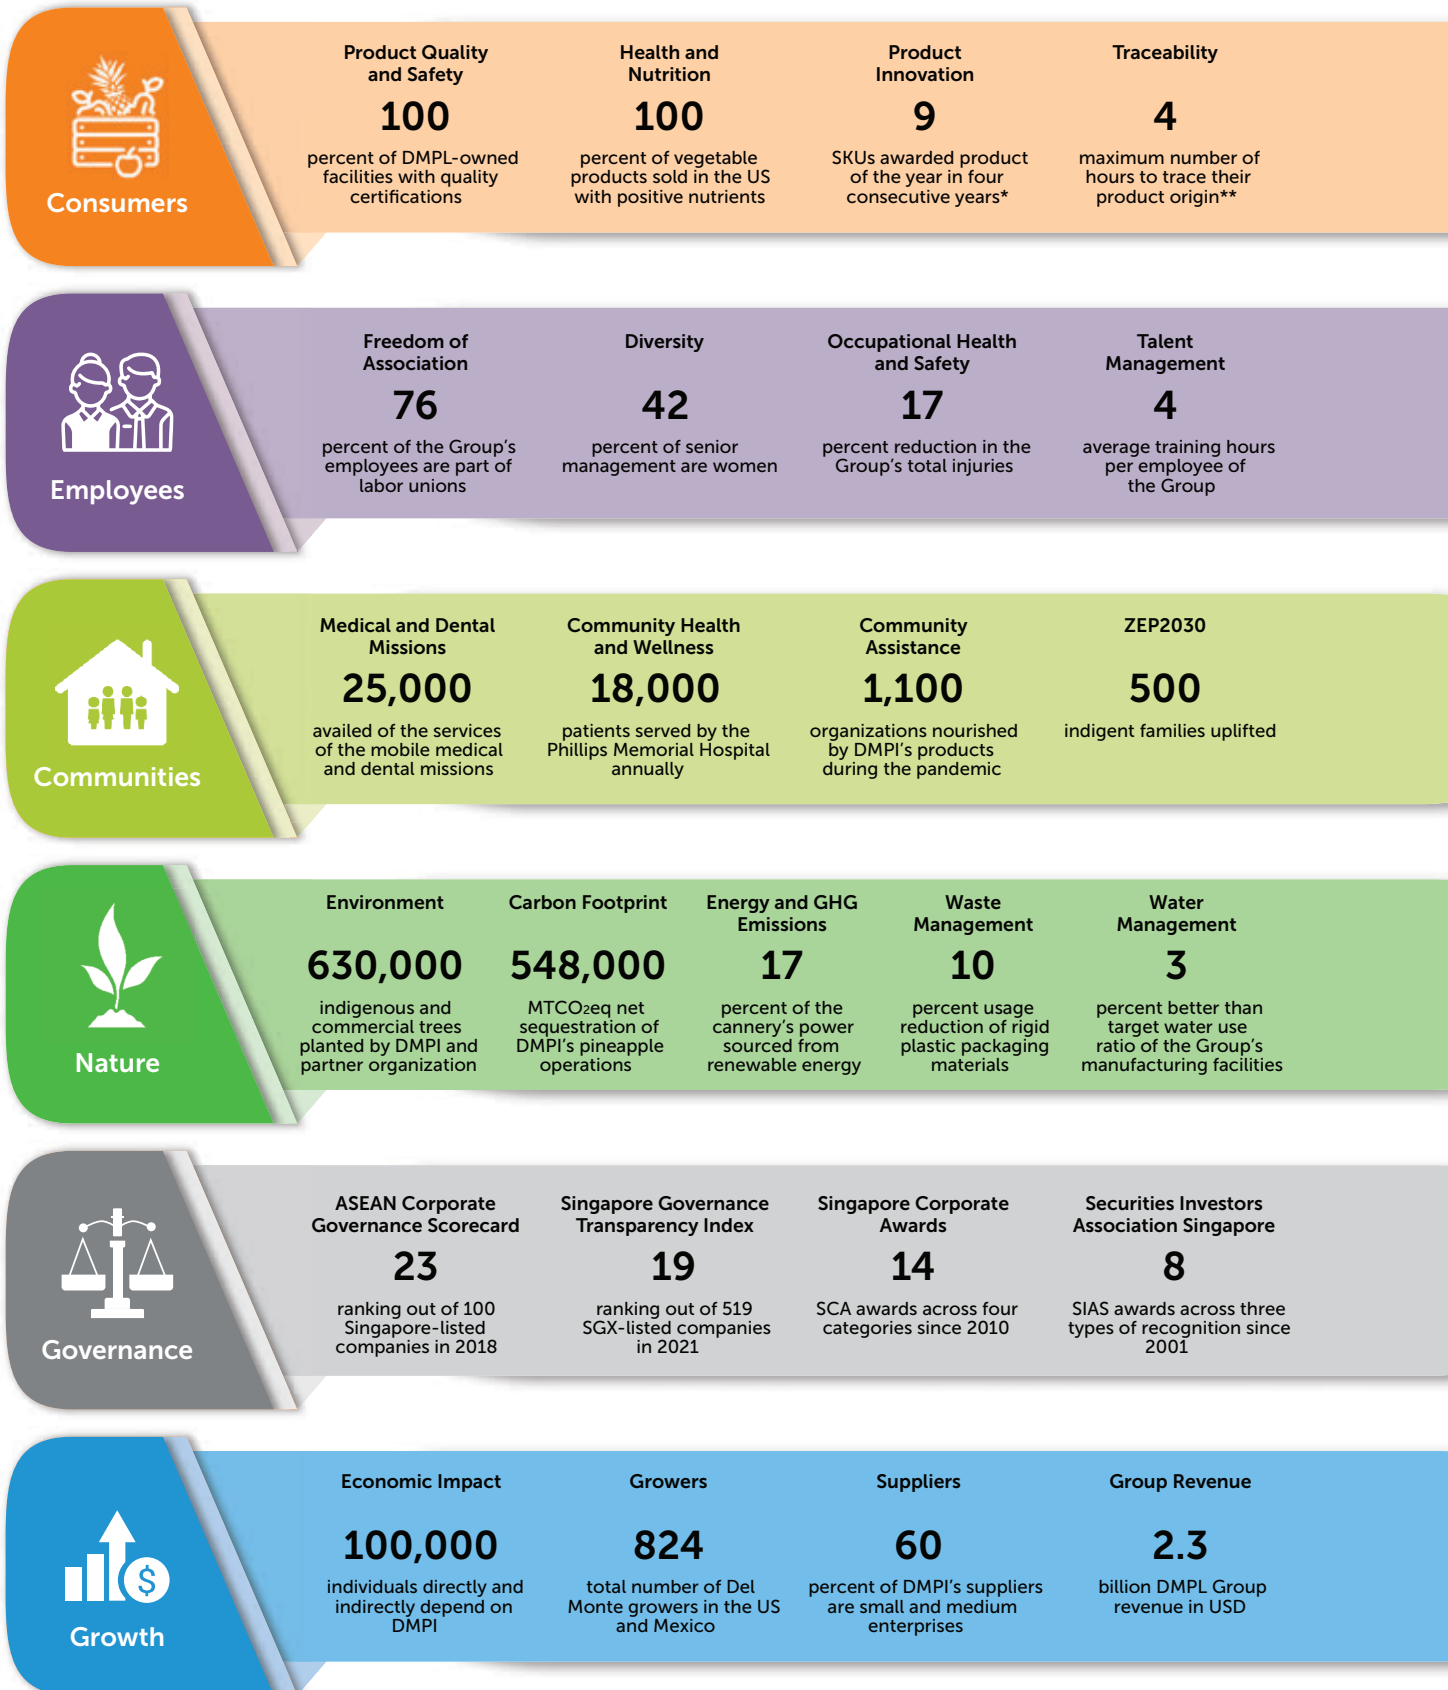 Consumers
Product Quality
and Safety
100
percent of DMPL-owned
facilities with quality
certifications
Health and
Nutrition
100
percent of vegetable
products sold in the US
with positive nutrients
Product
Innovation
9
SKUs awarded product
of the year in four
consecutive years*
Traceability
4
maximum number of
hours to trace their
product origin**
Employees
Freedom of
Association
76
percent of the Group's
employees are part of
labor unions
Diversity
42
percent of senior
management are women
Occupational Health
and Safety
17
percent reduction in the
Group's total injuries
Talent
Management
4
average training hours
per employee of
the Group
Communities
Medical and Dental
Missions
25,000
availed of the services
of the mobile medical
and dental missions
Community Health
and Wellness
18,000
patients served by the
Phillips Memorial Hospital
annually
Community
Assistance
1,100
organizations nourished
by DMPI's products
during the pandemic
ZEP2030
500
indigent families uplifted
Nature
Environment
630,000
indigenous and
commercial trees
planted by DMPI and
partner organization
Carbon Footprint
548,000
MTCO₂eq net
sequestration of
DMPI's pineapple
operations
Energy and GHG
Emissions
17
percent of the
cannery's power
sourced from
renewable energy
Waste
Management
10
percent usage
reduction of rigid
plastic packaging
materials
Water
Management
3
percent better than
target water use
ratio of the Group's
manufacturing facilities
Governance
ASEAN Corporate
Governance Scorecard
23
ranking out of 100
Singapore-listed
companies in 2018
Singapore Governance
Transparency Index
19
ranking out of 519
SGX-listed companies
in 2021
Singapore Corporate
Awards
14
SCA awards across four
categories since 2010
Securities Investors
Association Singapore
8
SIAS awards across three
types of recognition since
2001
Growth
$
Economic Impact
100,000
individuals directly and
indirectly depend on
DMPI
Growers
824
total number of Del
Monte growers in the US
and Mexico
Suppliers
60
percent of DMPI's suppliers
are small and medium
enterprises
Group Revenue
2.3
billion DMPL Group
revenue in USD